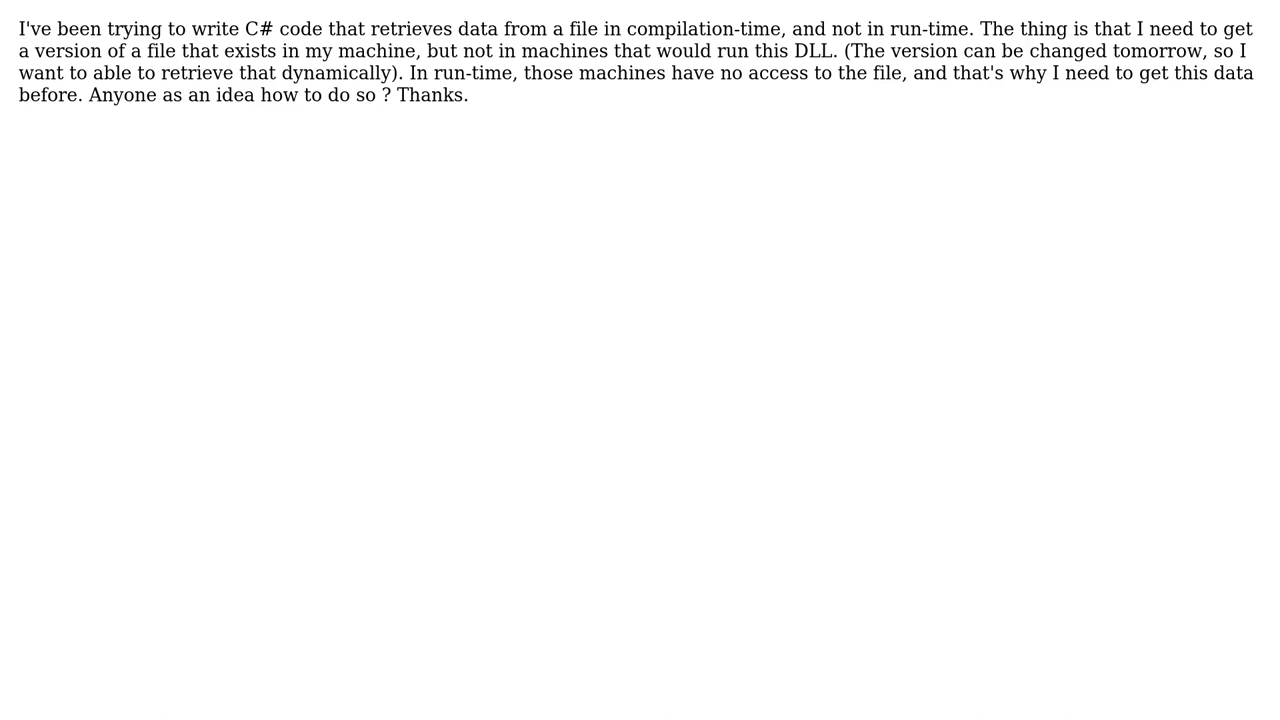 I've been trying to write C# code that retrieves data from a file in compilation-time, and not in run-time. The thing is that I need to get
a version of a file that exists in my machine, but not in machines that would run this DLL. (The version can be changed tomorrow, so I
want to able to retrieve that dynamically). In run-time, those machines have no access to the file, and that's why I need to get this data
before. Anyone as an idea how to do so ? Thanks.